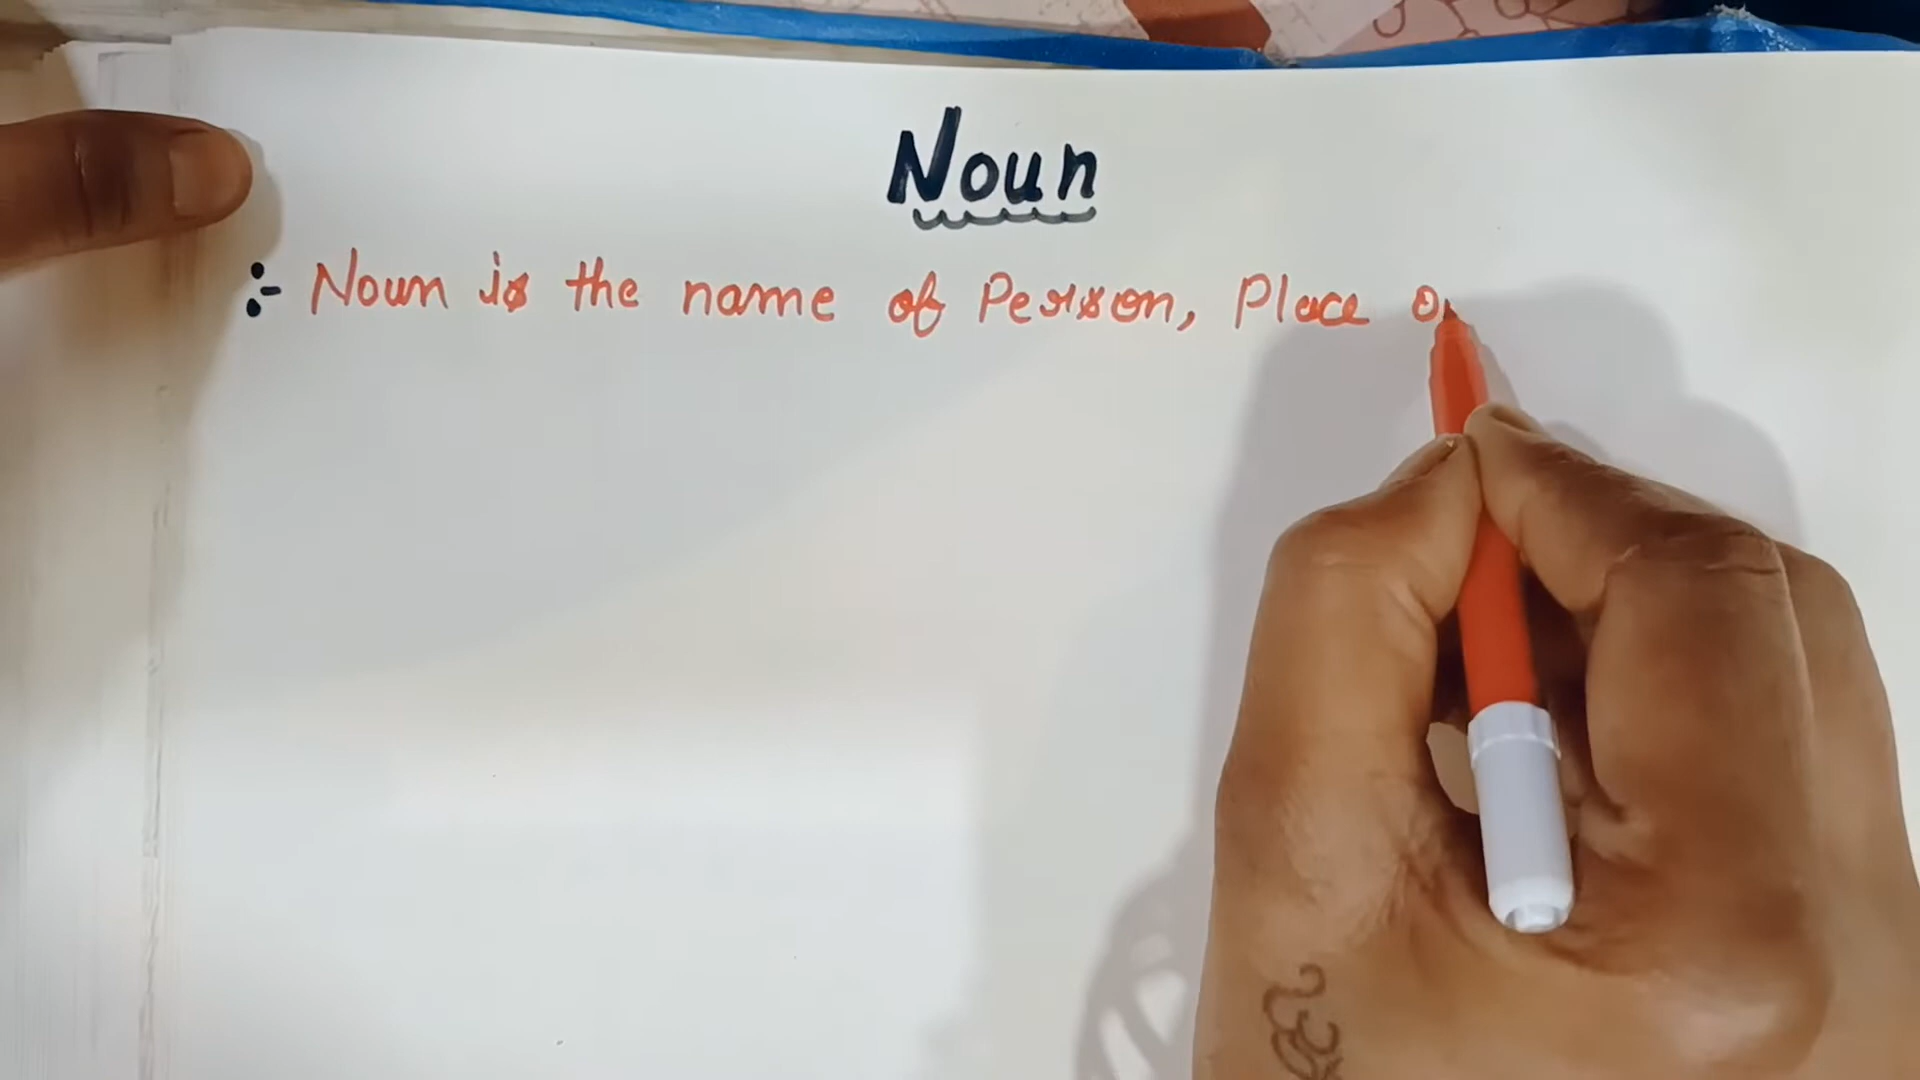 Noun
:- Noun is the name of Person, Place o